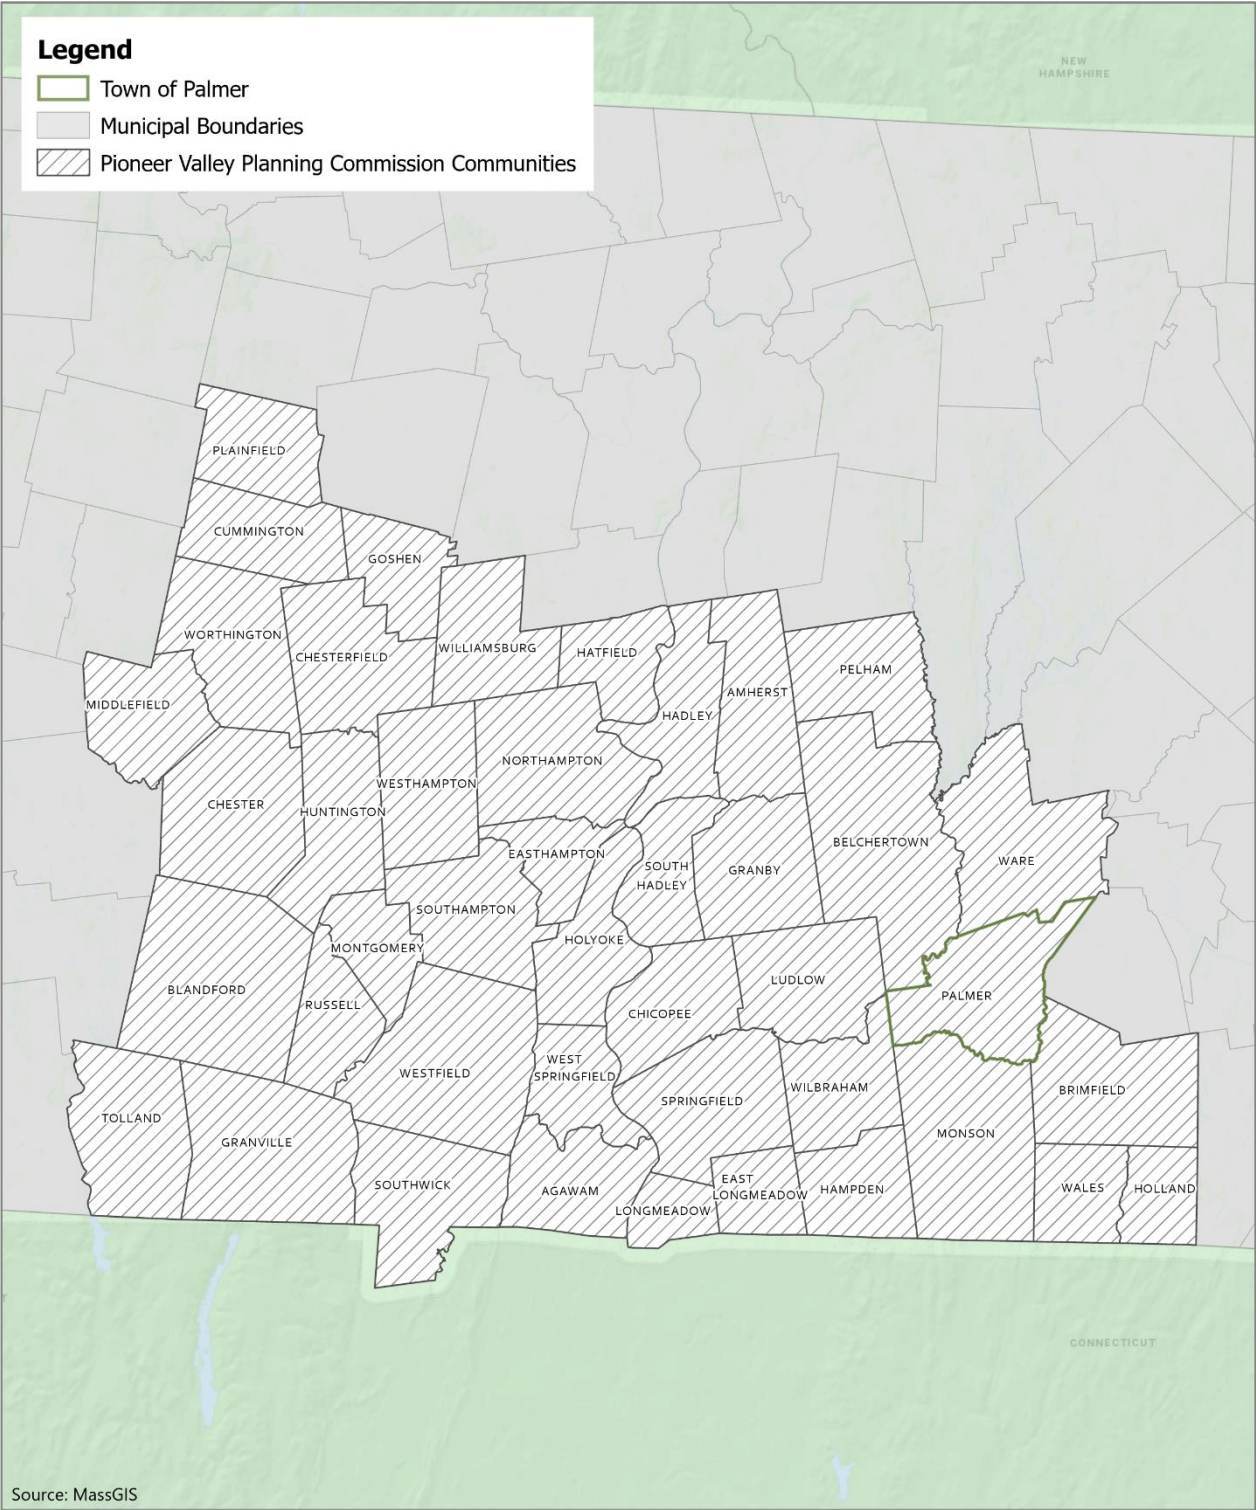 Legend
Town of Palmer
Municipal Boundaries
Pioneer Valley Planning Commission Communities
NEW
HAMPSHIRE
PLAINFIELD
CUMMINGTON
GOSHEN
WORTHINGTON
CHESTERFIELD
WILLIAMSBURG
HATFIELD
PELHAM
AMHERST
MIDDLEFIELD
HADLEY
NORTHAMPTON
WESTHAMPTON
CHESTER
HUNTINGTON
BELCHERTOWN
EASTHAMPTON
WARE
SOUTH
HADLEY
GRANBY
SOUTHAMPTON
HOLYOKE
MONTGOMERY
LUDLOW
BLANDFORD
PALMER
RUSSELL
CHICOPEE
WEST
SPRINGFIELD
WESTFIELD
WILBRAHAM
BRIMFIELD
SPRINGFIELD
TOLLAND
MONSON
GRANVILLE
SOUTHWICK
AGAWAM
EAST
LONGMEADOW
HAMPDEN
WALES
HOLLAND
LONGMEADOW
CONNECTICUT
Source: MassGIS